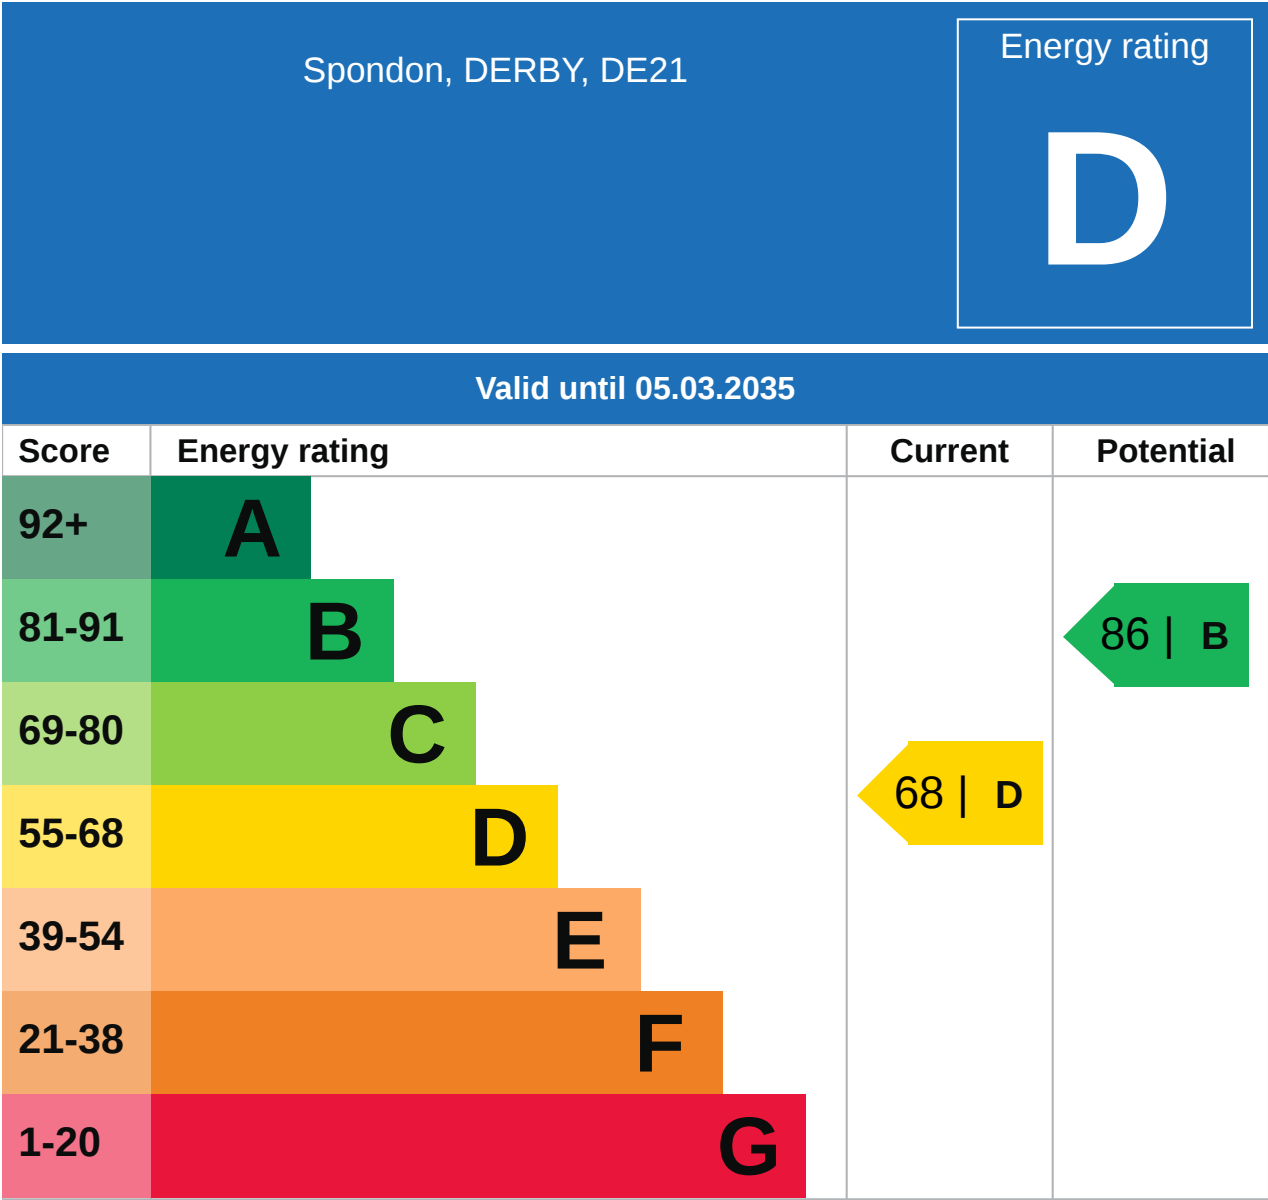 Spondon, DERBY, DE21
Energy rating
D
Valid until 05.03.2035
Score Energy rating Current Potential
92+ A
81-91 B
86 | B
69-80 C
68 | D
55-68 D
39-54 E
21-38 F
1-20 G